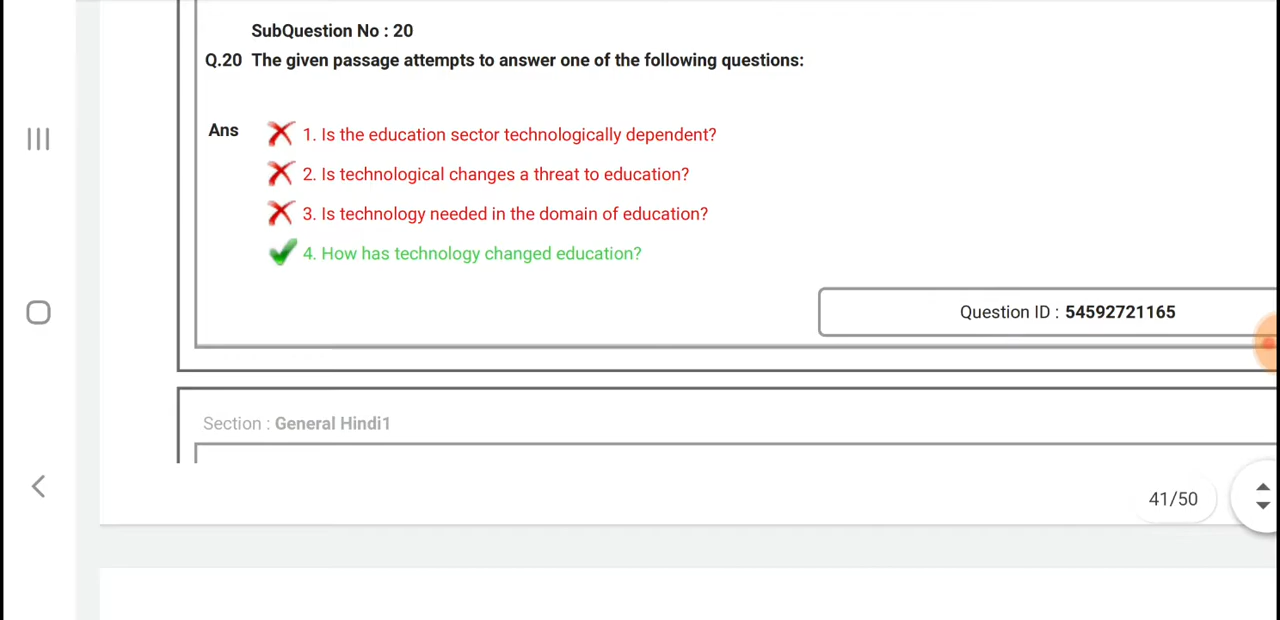 SubQuestion No : 20
Q.20 The given passage attempts to answer one of the following questions:
Ans 1. Is the education sector technologically dependent?
2. Is technological changes a threat to education?
3. Is technology needed in the domain of education?
4. How has technology changed education?
Question ID : 54592721165
Section : General Hindi1
41/50